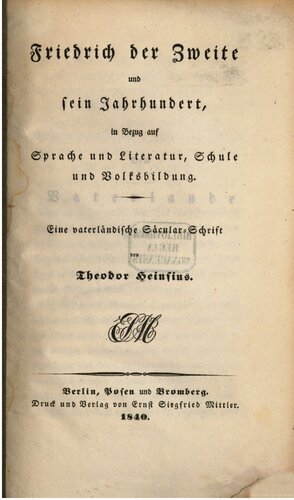 Friedrich der Zweite
und
sein Jahrhundert,
in Bezug auf
Sprache und Literatur, Schule
und Volksbildung.
Eine vaterländische Säcular-Schrift
von
Theodor Heinsius.
ESM
Berlin, Posen und Bromberg.
Druck und Verlag von Ernst Siegfried Mittler.
1840.